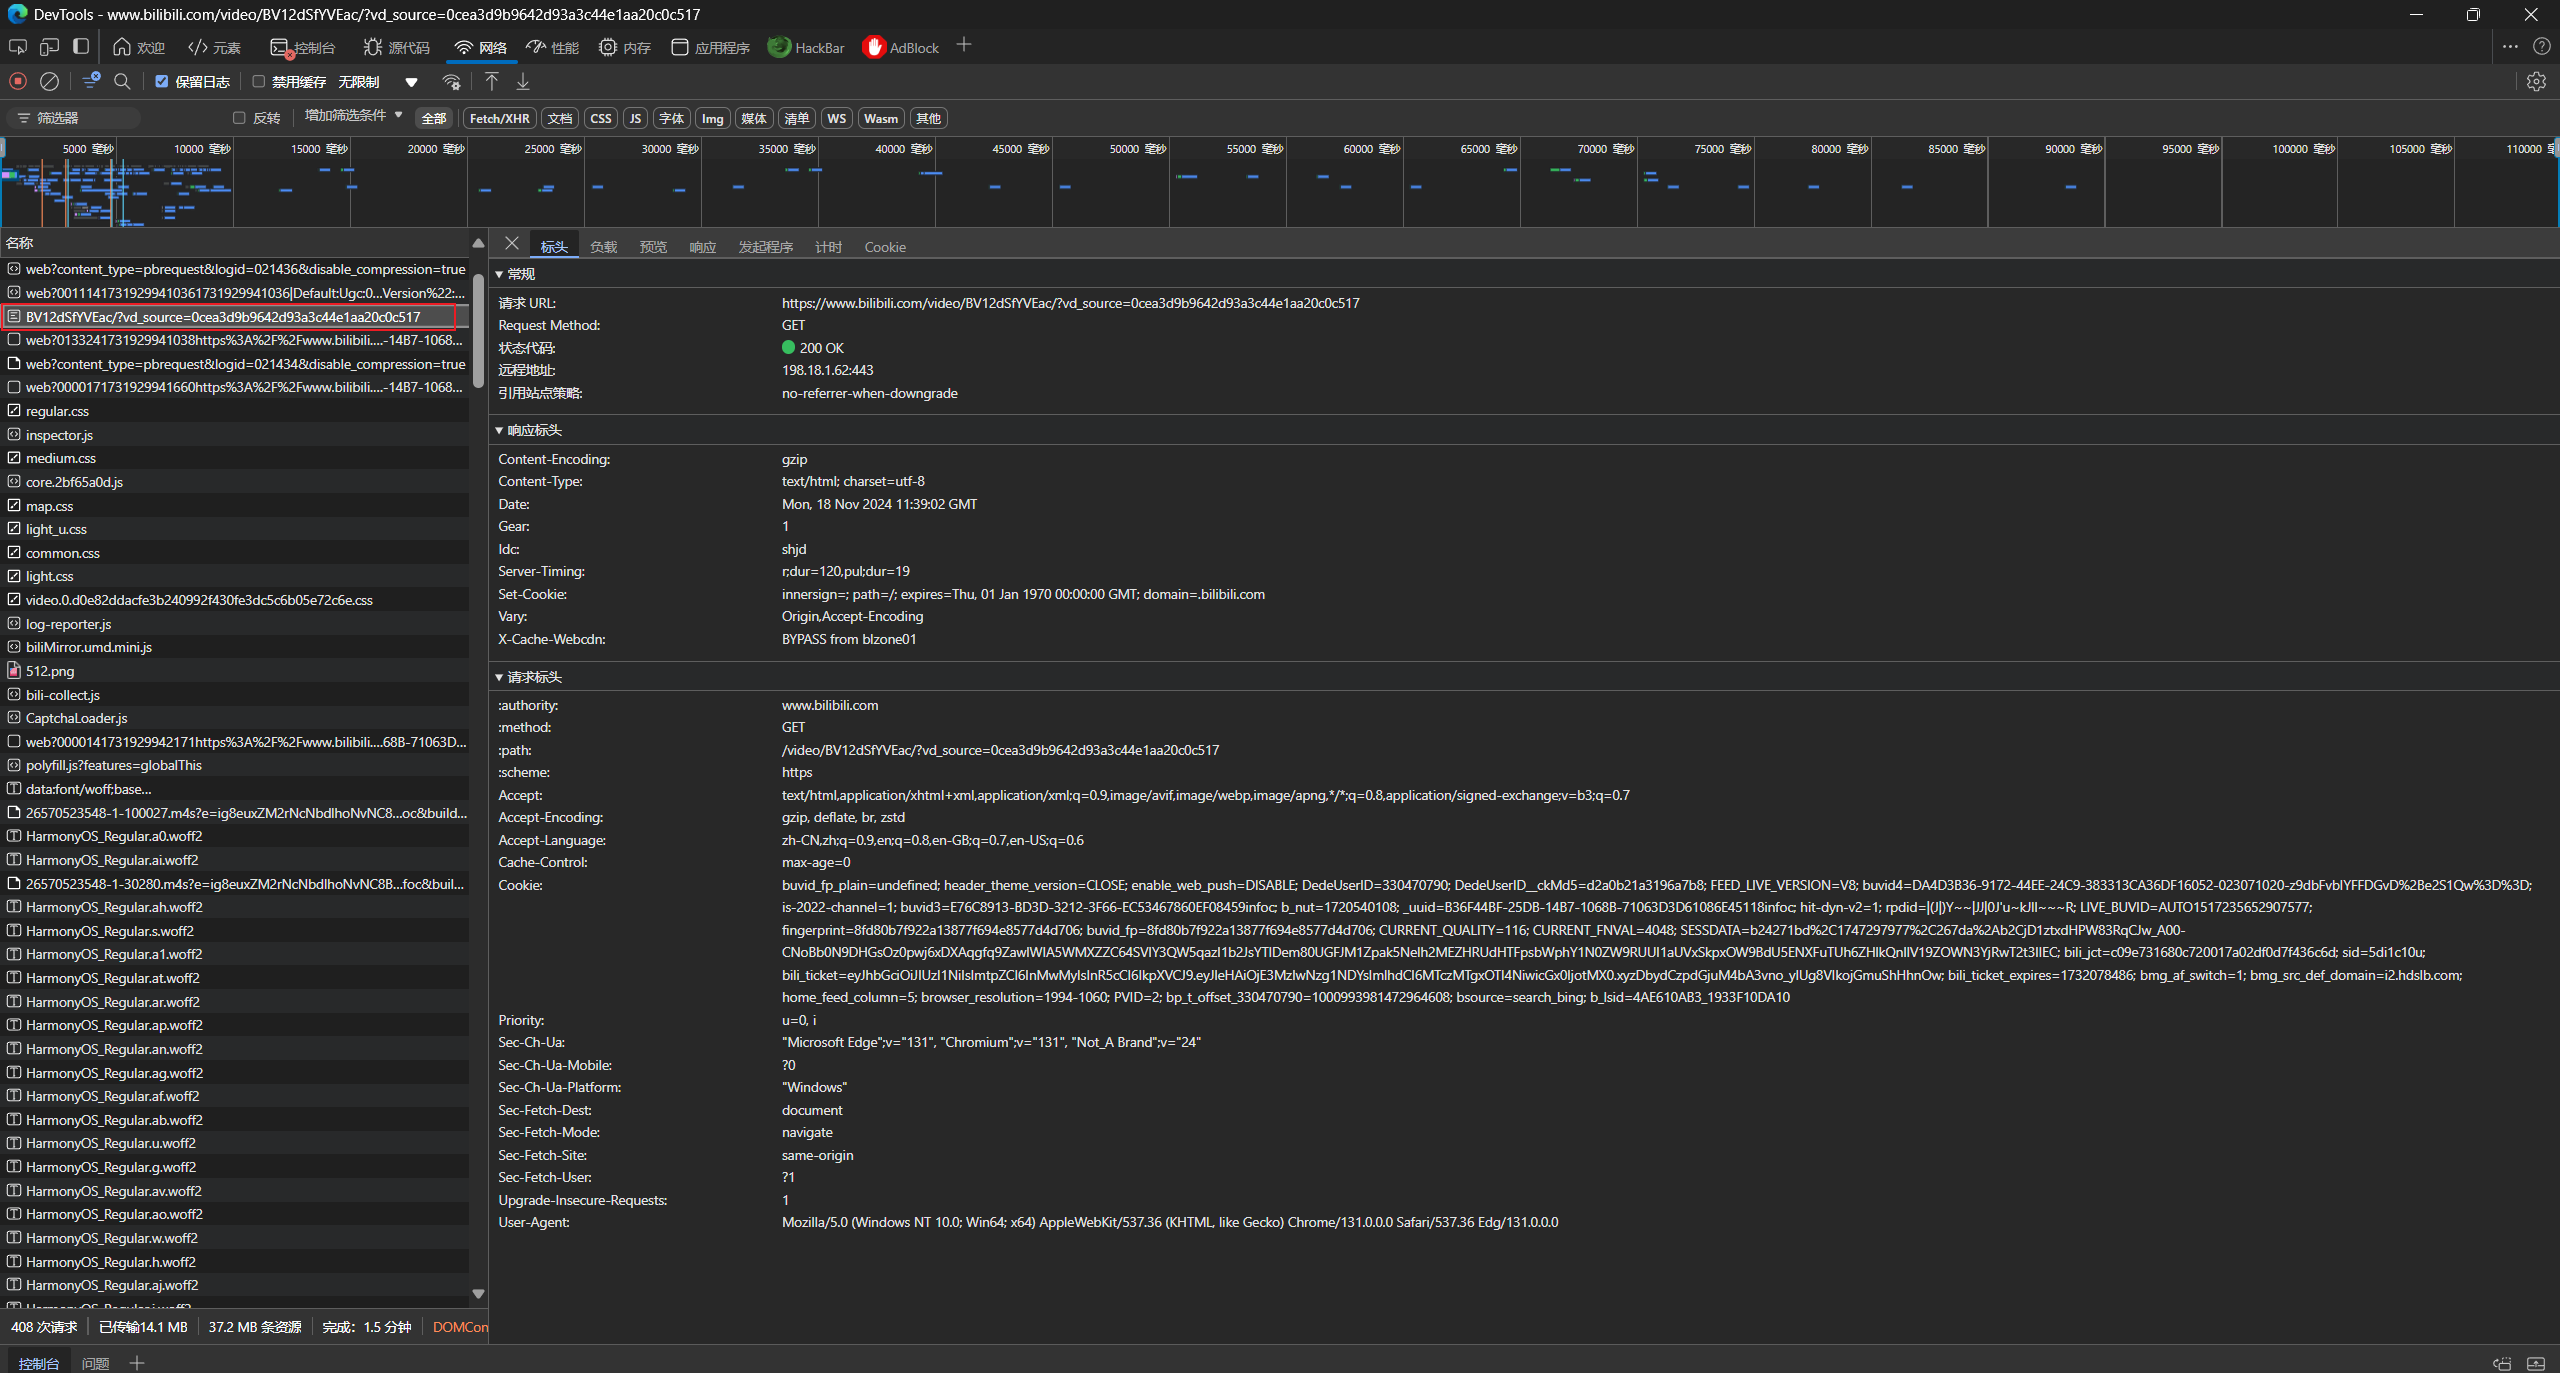 DevTools - www.bilibili.com/video/BV12dSfYVEac/?vd_source=0cea3d9b9642d93a3c44e1aa20c0c517
欢迎 元素 控制台 源代码 网络 性能 内存 应用程序 HackBar AdBlock
保留日志 禁用缓存 无限制
筛选器 反转 增加筛选条件 全部 Fetch/XHR 文档 CSS JS 字体 Img 媒体 清单 WS Wasm 其他
5000 毫秒 10000 毫秒 15000 毫秒 20000 毫秒 25000 毫秒 30000 毫秒 35000 毫秒 40000 毫秒 45000 毫秒 50000 毫秒 55000 毫秒 60000 毫秒 65000 毫秒 70000 毫秒 75000 毫秒 80000 毫秒 85000 毫秒 90000 毫秒 95000 毫秒 100000 毫秒 105000 毫秒 110000
名称
web?content_type=pbrequest&logid=021436&disable_compression=true
web?00111417319299410361731929941036|Default:Ugc:0...Version%22:...
BV12dSfYVEac/?vd_source=0cea3d9b9642d93a3c44e1aa20c0c517
web?0133241731929941038https%3A%2F%2Fwww.bilibili....-14B7-1068...
web?content_type=pbrequest&logid=021434&disable_compression=true
web?0000171731929941660https%3A%2F%2Fwww.bilibili....-14B7-1068...
regular.css
inspector.js
medium.css
core.2bf65a0d.js
map.css
light_u.css
common.css
light.css
video.0.d0e82ddacfe3b240992f430fe3dc5c6b05e72c6e.css
log-reporter.js
biliMirror.umd.mini.js
512.png
bili-collect.js
CaptchaLoader.js
web?0000141731929942171https%3A%2F%2Fwww.bilibili....68B-71063D...
polyfill.js?features=globalThis
data:font/woff;base...
26570523548-1-100027.m4s?e=ig8euxZM2rNcNbdlhoNvNC8...oc&build...
HarmonyOS_Regular.a0.woff2
HarmonyOS_Regular.ai.woff2
26570523548-1-30280.m4s?e=ig8euxZM2rNcNbdlhoNvNC8B...foc&buil...
HarmonyOS_Regular.ah.woff2
HarmonyOS_Regular.s.woff2
HarmonyOS_Regular.a1.woff2
HarmonyOS_Regular.at.woff2
HarmonyOS_Regular.ar.woff2
HarmonyOS_Regular.ap.woff2
HarmonyOS_Regular.an.woff2
HarmonyOS_Regular.ag.woff2
HarmonyOS_Regular.af.woff2
HarmonyOS_Regular.ab.woff2
HarmonyOS_Regular.u.woff2
HarmonyOS_Regular.g.woff2
HarmonyOS_Regular.av.woff2
HarmonyOS_Regular.ao.woff2
HarmonyOS_Regular.w.woff2
HarmonyOS_Regular.h.woff2
HarmonyOS_Regular.aj.woff2
408 次请求 已传输14.1 MB 37.2 MB 条资源 完成: 1.5 分钟 DOMCon
标头 负载 预览 响应 发起程序 计时 Cookie
常规
请求 URL: https://www.bilibili.com/video/BV12dSfYVEac/?vd_source=0cea3d9b9642d93a3c44e1aa20c0c517
Request Method: GET
状态代码: 200 OK
远程地址: 198.18.1.62:443
引用站点策略: no-referrer-when-downgrade
响应标头
Content-Encoding: gzip
Content-Type: text/html; charset=utf-8
Date: Mon, 18 Nov 2024 11:39:02 GMT
Gear: 1
Idc: shjd
Server-Timing: r;dur=120,pul;dur=19
Set-Cookie: innersign=; path=/; expires=Thu, 01 Jan 1970 00:00:00 GMT; domain=.bilibili.com
Vary: Origin,Accept-Encoding
X-Cache-Webcdn: BYPASS from blzone01
请求标头
:authority: www.bilibili.com
:method: GET
:path: /video/BV12dSfYVEac/?vd_source=0cea3d9b9642d93a3c44e1aa20c0c517
:scheme: https
Accept: text/html,application/xhtml+xml,application/xml;q=0.9,image/avif,image/webp,image/apng,*/*;q=0.8,application/signed-exchange;v=b3;q=0.7
Accept-Encoding: gzip, deflate, br, zstd
Accept-Language: zh-CN,zh;q=0.9,en;q=0.8,en-GB;q=0.7,en-US;q=0.6
Cache-Control: max-age=0
Cookie: buvid_fp_plain=undefined; header_theme_version=CLOSE; enable_web_push=DISABLE; DedeUserID=330470790; DedeUserID__ckMd5=d2a0b21a3196a7b8; FEED_LIVE_VERSION=V8; buvid4=DA4D3B36-9172-44EE-24C9-383313CA36DF16052-023071020-z9dbFvblYFFDGvD%2Be2S1Qw%3D%3D;
is-2022-channel=1; buvid3=E76C8913-BD3D-3212-3F66-EC53467860EF08459infoc; b_nut=1720540108; _uuid=B36F44BF-25DB-14B7-1068B-71063D3D61086E45118infoc; hit-dyn-v2=1; rpdid=|(J|)Y~~|JJ|0J'u~kJll~~~R; LIVE_BUVID=AUTO1517235652907577;
fingerprint=8fd80b7f922a13877f694e8577d4d706; buvid_fp=8fd80b7f922a13877f694e8577d4d706; CURRENT_QUALITY=116; CURRENT_FNVAL=4048;
bili_jct=c09e731680c720017a02df0d7f436c6d; sid=5di1c10u;
bili_ticket_expires=1732078486; bmg_af_switch=1; bmg_src_def_domain=i2.hdslb.com;
home_feed_column=5; browser_resolution=1994-1060; PVID=2; bp_t_offset_330470790=1000993981472964608; bsource=search_bing; b_lsid=4AE610AB3_1933F10DA10
Priority: u=0, i
Sec-Ch-Ua: "Microsoft Edge";v="131", "Chromium";v="131", "Not_A Brand";v="24"
Sec-Ch-Ua-Mobile: ?0
Sec-Ch-Ua-Platform: "Windows"
Sec-Fetch-Dest: document
Sec-Fetch-Mode: navigate
Sec-Fetch-Site: same-origin
Sec-Fetch-User: ?1
Upgrade-Insecure-Requests: 1
User-Agent: Mozilla/5.0 (Windows NT 10.0; Win64; x64) AppleWebKit/537.36 (KHTML, like Gecko) Chrome/131.0.0.0 Safari/537.36 Edg/131.0.0.0
控制台 问题